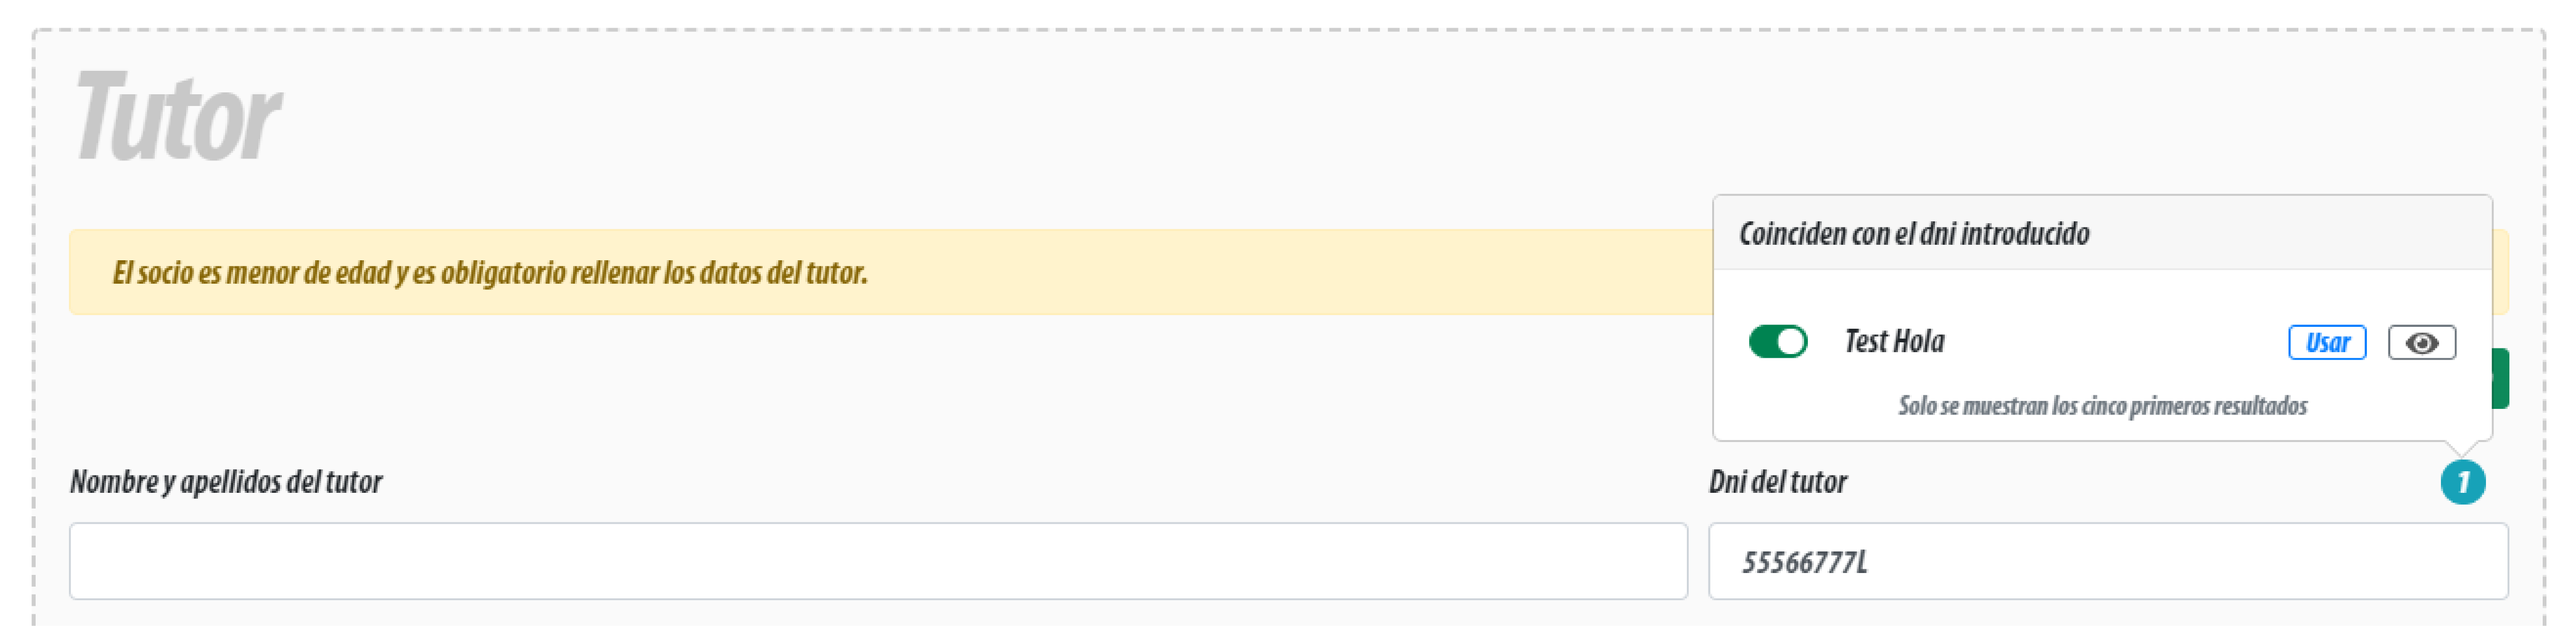 Tutor
Coinciden con el dni introducido
El socio es menor de edad y es obligatorio rellenar los datos del tutor.
Test Hola Usar
Solo se muestran los cinco primeros resultados
Nombre y apellidos del tutor
Dni del tutor 1
55566777L